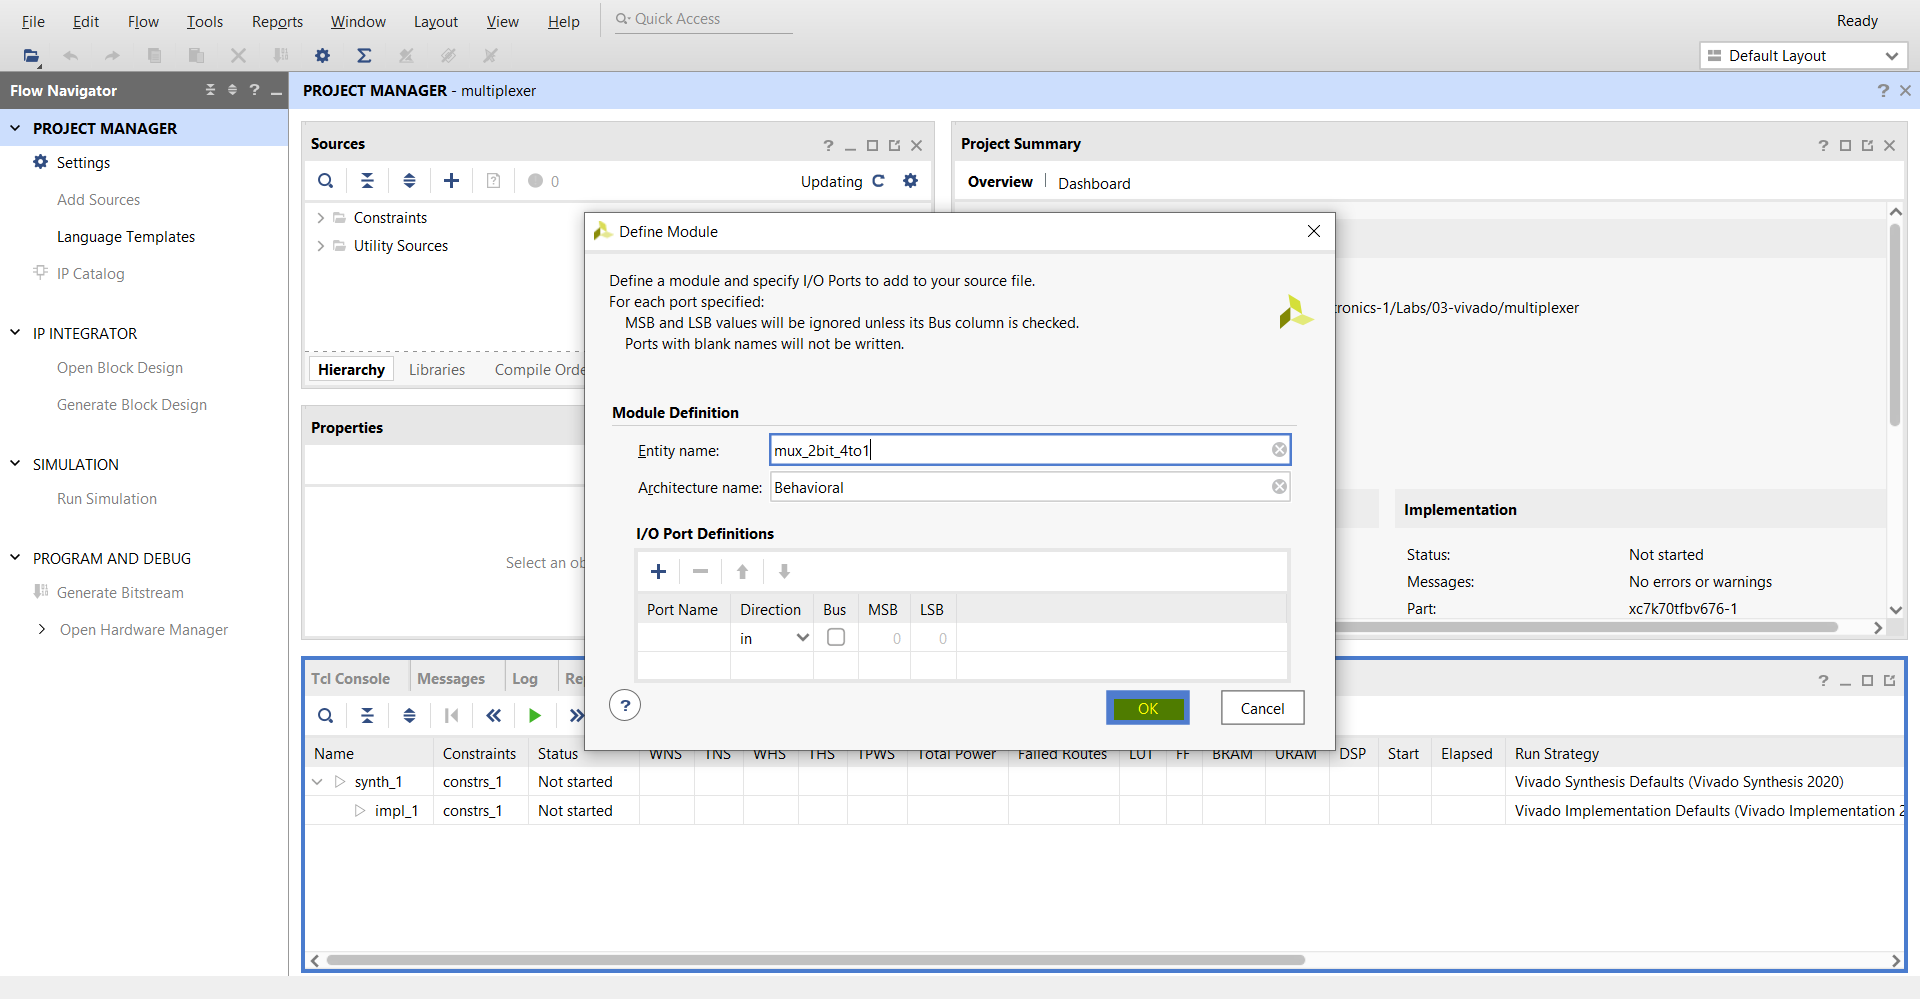 File Edit Flow Tools Reports Window Layout View Help Quick Access Ready
Default Layout
Flow Navigator
PROJECT MANAGER - multiplexer
PROJECT MANAGER
Settings
Add Sources
Language Templates
IP Catalog
IP INTEGRATOR
Open Block Design
Generate Block Design
SIMULATION
Run Simulation
PROGRAM AND DEBUG
Generate Bitstream
Open Hardware Manager
Sources
0 Updating
Constraints
Utility Sources
Hierarchy Libraries Compile Orde
Properties
Select an ob
Project Summary
Overview Dashboard
tronics-1/Labs/03-vivado/multiplexer
Implementation
Status: Not started
Messages: No errors or warnings
Part: xc7k70tfbv676-1
Define Module
Define a module and specify I/O Ports to add to your source file.
For each port specified:
MSB and LSB values will be ignored unless its Bus column is checked.
Ports with blank names will not be written.
Module Definition
Entity name: mux_2bit_4to1
Architecture name: Behavioral
I/O Port Definitions
Port Name Direction Bus MSB LSB
in 0 0
? OK Cancel
Tcl Console Messages Log Re
Name Constraints Status WNS TNS WHS THS TPWS Total Power Failed Routes LUT FF BRAM URAM DSP Start Elapsed Run Strategy
synth_1 constrs_1 Not started Vivado Synthesis Defaults (Vivado Synthesis 2020)
impl_1 constrs_1 Not started Vivado Implementation Defaults (Vivado Implementation 2